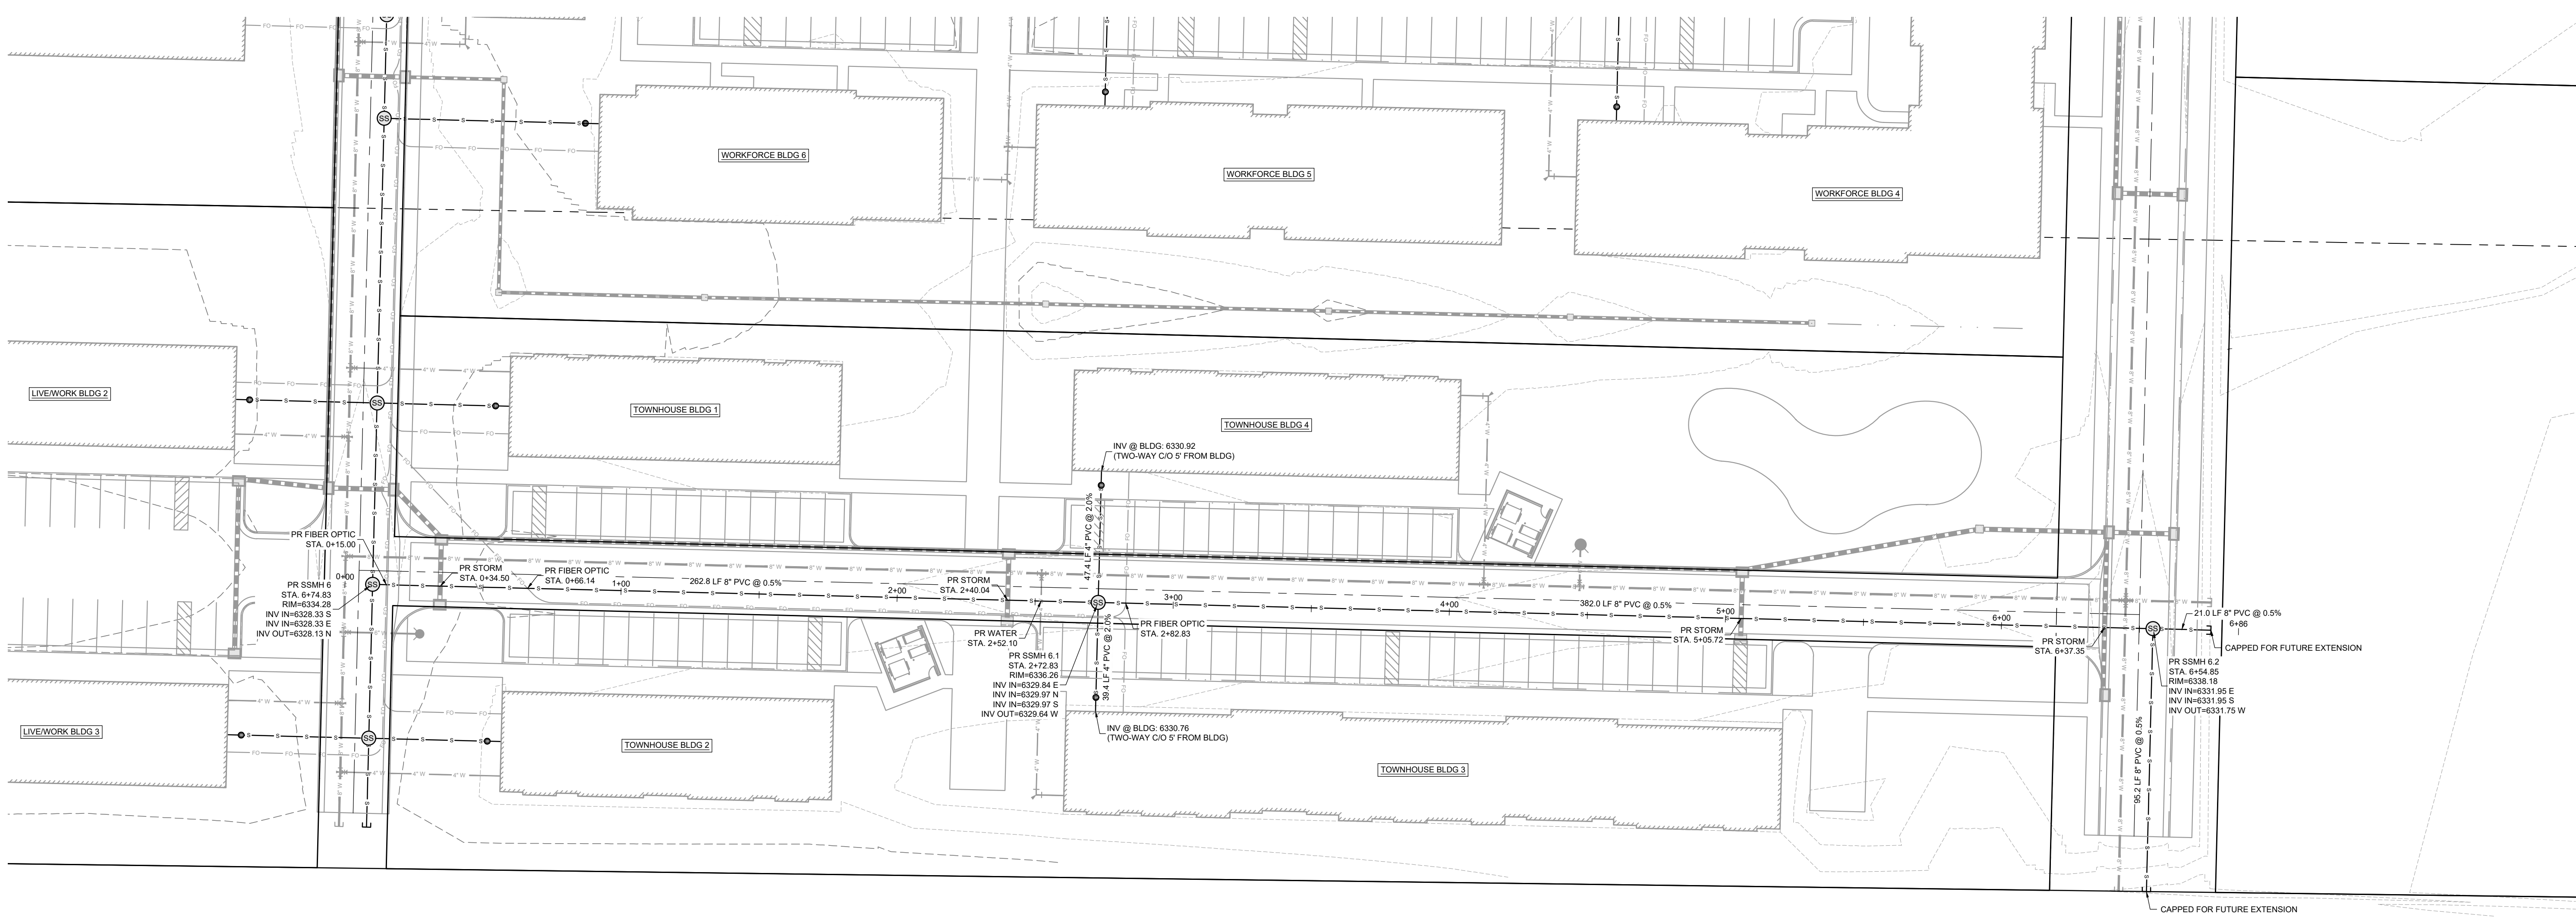 WORKFORCE BLDG 6
WORKFORCE BLDG 5
WORKFORCE BLDG 4
LIVE/WORK BLDG 2
TOWNHOUSE BLDG 1
TOWNHOUSE BLDG 4
INV @ BLDG: 6330.92
(TWO-WAY C/O 5' FROM BLDG)
47.4 LF 4" PVC @ 2.0%
PR FIBER OPTIC
STA. 0+15.00
0+00
PR SSMH 6
STA. 6+74.83
RIM=6334.28
INV IN=6328.33 S
INV IN=6328.33 E
INV OUT=6328.13 N
PR STORM
STA. 0+34.50
PR FIBER OPTIC
STA. 0+66.14
1+00
262.8 LF 8" PVC @ 0.5%
2+00
PR STORM
STA. 2+40.04
PR WATER
STA. 2+52.10
PR SSMH 6.1
STA. 2+72.83
RIM=6336.26
INV IN=6329.84 E
INV IN=6329.97 N
INV IN=6329.97 S
INV OUT=6329.64 W
3+00
PR FIBER OPTIC
STA. 2+82.83
39.4 LF 4" PVC @ 2.0%
INV @ BLDG: 6330.76
(TWO-WAY C/O 5' FROM BLDG)
4+00
382.0 LF 8" PVC @ 0.5%
5+00
PR STORM
STA. 5+05.72
6+00
PR STORM
STA. 6+37.35
21.0 LF 8" PVC @ 0.5%
6+86
CAPPED FOR FUTURE EXTENSION
PR SSMH 6.2
STA. 6+54.85
RIM=6338.18
INV IN=6331.95 E
INV IN=6331.95 S
INV OUT=6331.75 W
95.2 LF 8" PVC @ 0.5%
LIVE/WORK BLDG 3
TOWNHOUSE BLDG 2
TOWNHOUSE BLDG 3
CAPPED FOR FUTURE EXTENSION